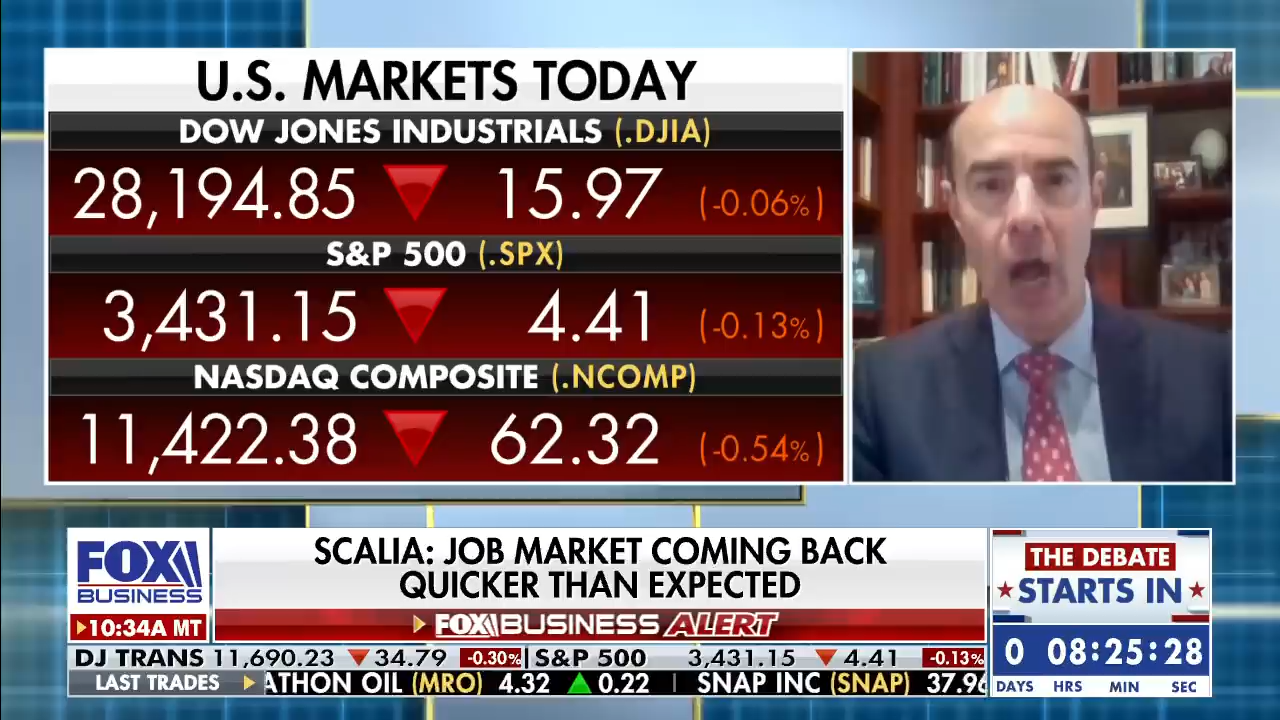 U.S. MARKETS TODAY
DOW JONES INDUSTRIALS (.DJIA)
28,194.85 15.97 (-0.06%)
S&P 500 (.SPX)
3,431.15 4.41 (-0.13%)
NASDAQ COMPOSITE (.NCOMP)
11,422.38 62.32 (-0.54%)
FOX
BUSINESS
10:34A MT
SCALIA: JOB MARKET COMING BACK
QUICKER THAN EXPECTED
FOX BUSINESS ALERT
THE DEBATE
STARTS IN
0 08:25:28
DAYS HRS MIN SEC
DJ TRANS 11,690.23 34.79 -0.30% S&P 500 3,431.15 4.41 -0.13%
LAST TRADES ATHON OIL (MRO) 4.32 0.22 SNAP INC (SNAP) 37.96